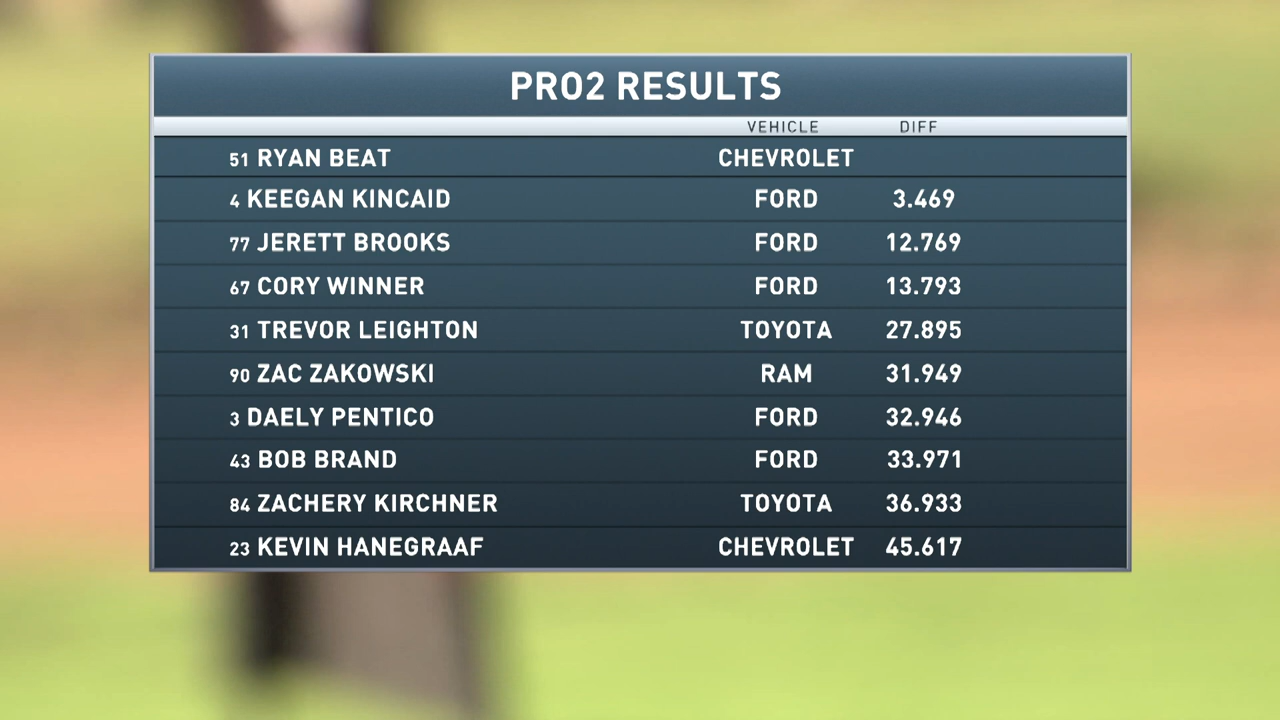 PRO2 RESULTS
VEHICLE DIFF
51 RYAN BEAT CHEVROLET
4 KEEGAN KINCAID FORD 3.469
77 JERETT BROOKS FORD 12.769
67 CORY WINNER FORD 13.793
31 TREVOR LEIGHTON TOYOTA 27.895
90 ZAC ZAKOWSKI RAM 31.949
3 DAELY PENTICO FORD 32.946
43 BOB BRAND FORD 33.971
84 ZACHERY KIRCHNER TOYOTA 36.933
23 KEVIN HANEGRAAF CHEVROLET 45.617